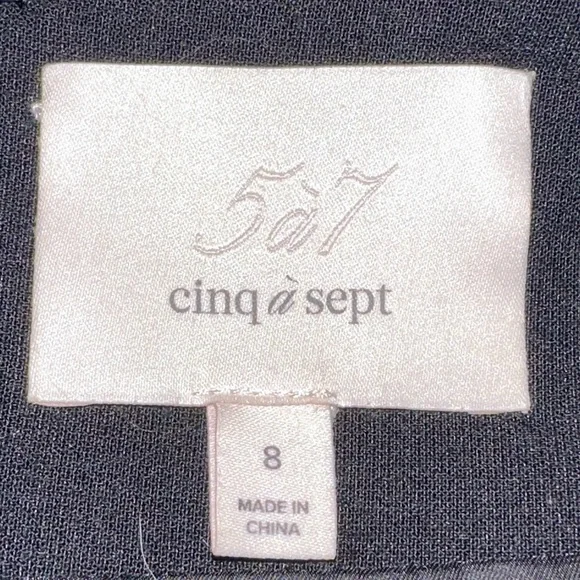 5à7
cinq à sept
8
MADE IN
CHINA